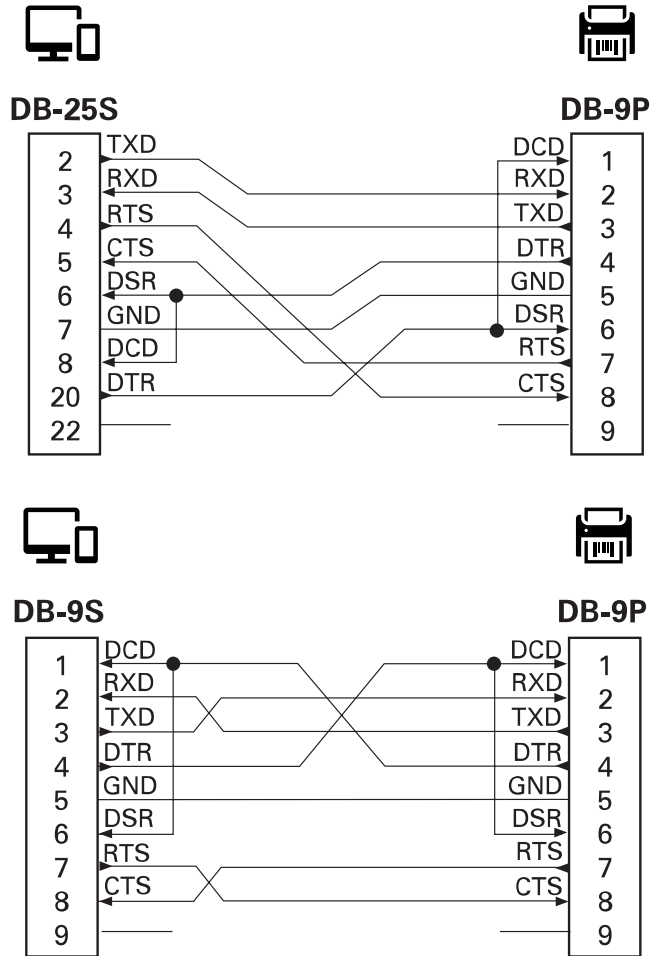 DB-25S DB-9P
TXD DCD
2 1
RXD RXD
3 2
RTS TXD
4 3
CTS DTR
5 4
DSR GND
6 5
GND DSR
7 6
DCD RTS
8 7
DTR CTS
20 8
22 9
DB-9S DB-9P
DCD DCD
1 1
RXD RXD
2 2
TXD TXD
3 3
DTR DTR
4 4
GND GND
5 5
DSR DSR
6 6
RTS RTS
7 7
CTS CTS
8 8
9 9